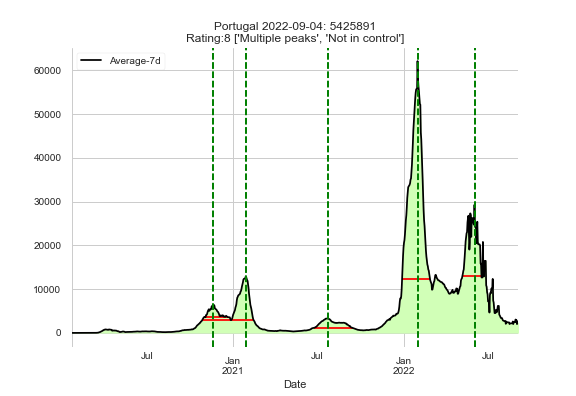 Portugal 2022-09-04: 5425891
Rating:8 ['Multiple peaks', 'Not in control']
Average-7d
60000
50000
40000
30000
20000
10000
0
Jul
Jan
2021
Jul
Jan
2022
Jul
Date